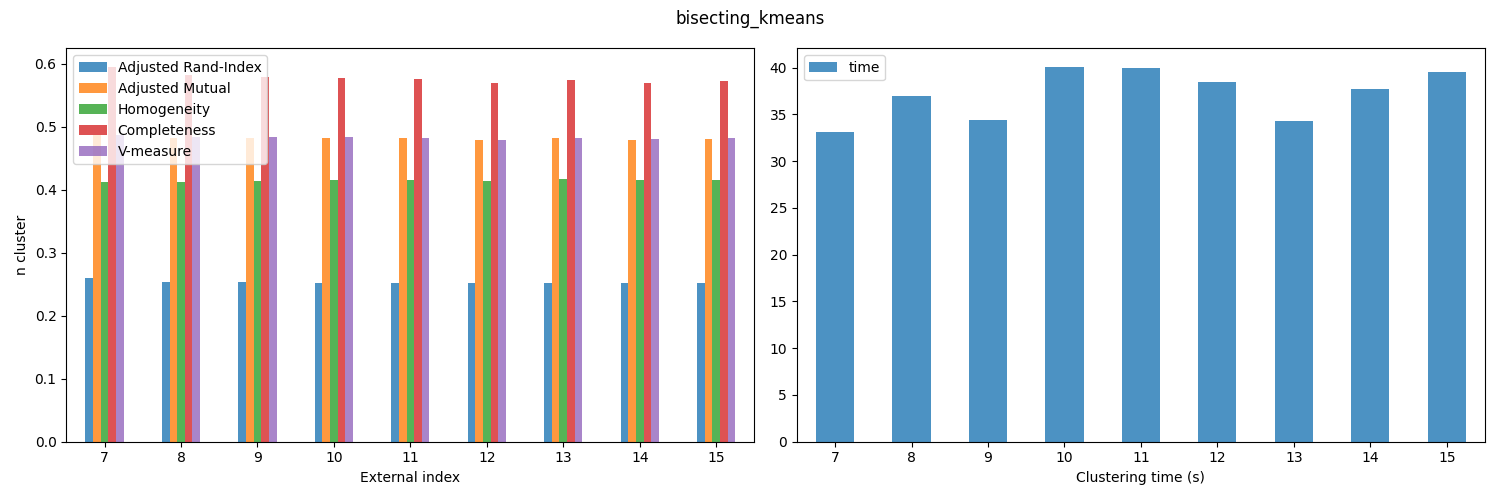 bisecting_kmeans
Adjusted Rand-Index
Adjusted Mutual
Homogeneity
Completeness
V-measure
n cluster
0.6
0.5
0.4
0.3
0.2
0.1
0.0
7 8 9 10 11 12 13 14 15
External index
time
40
35
30
25
20
15
10
5
0
7 8 9 10 11 12 13 14 15
Clustering time (s)